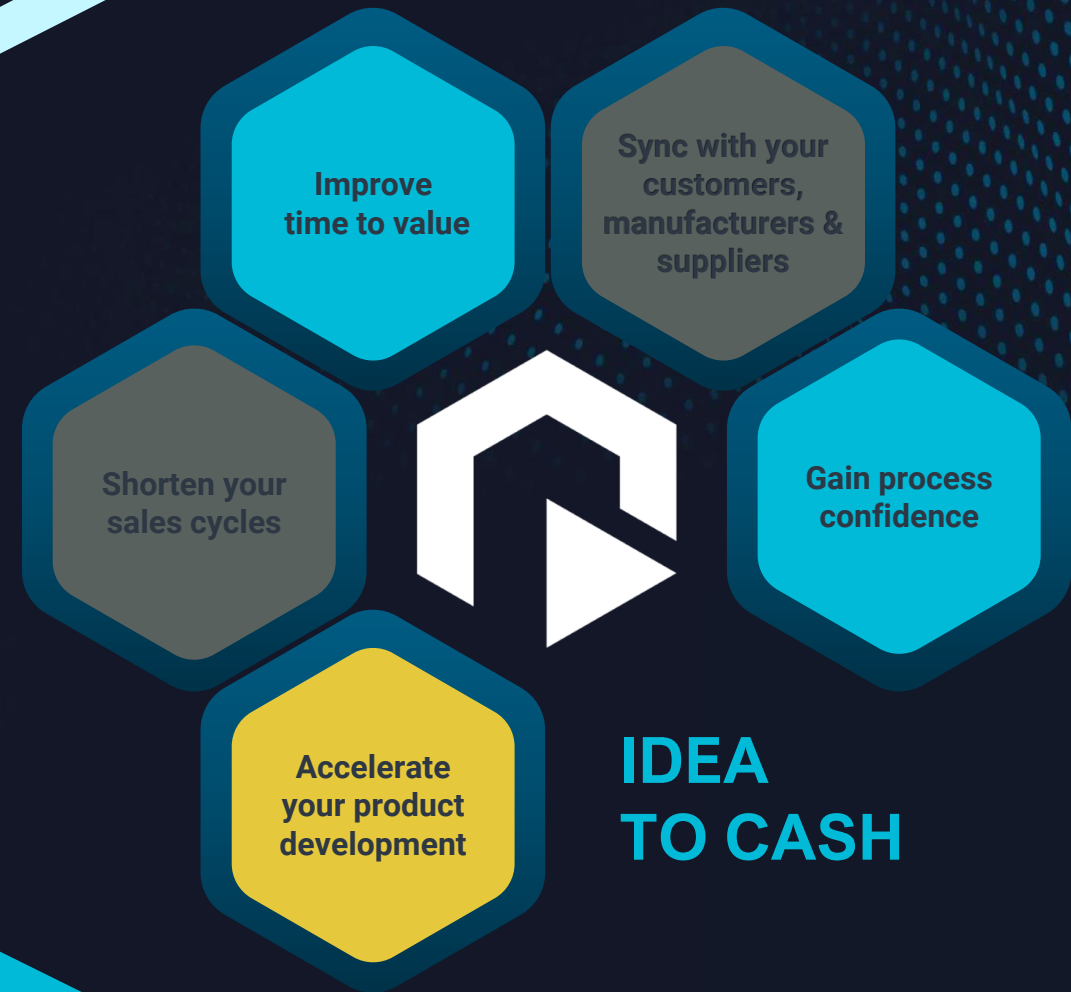 Improve
time to value
Sync with your
customers,
manufacturers &
suppliers
Shorten your
sales cycles
Gain process
confidence
Accelerate
your product
development
IDEA
TO CASH